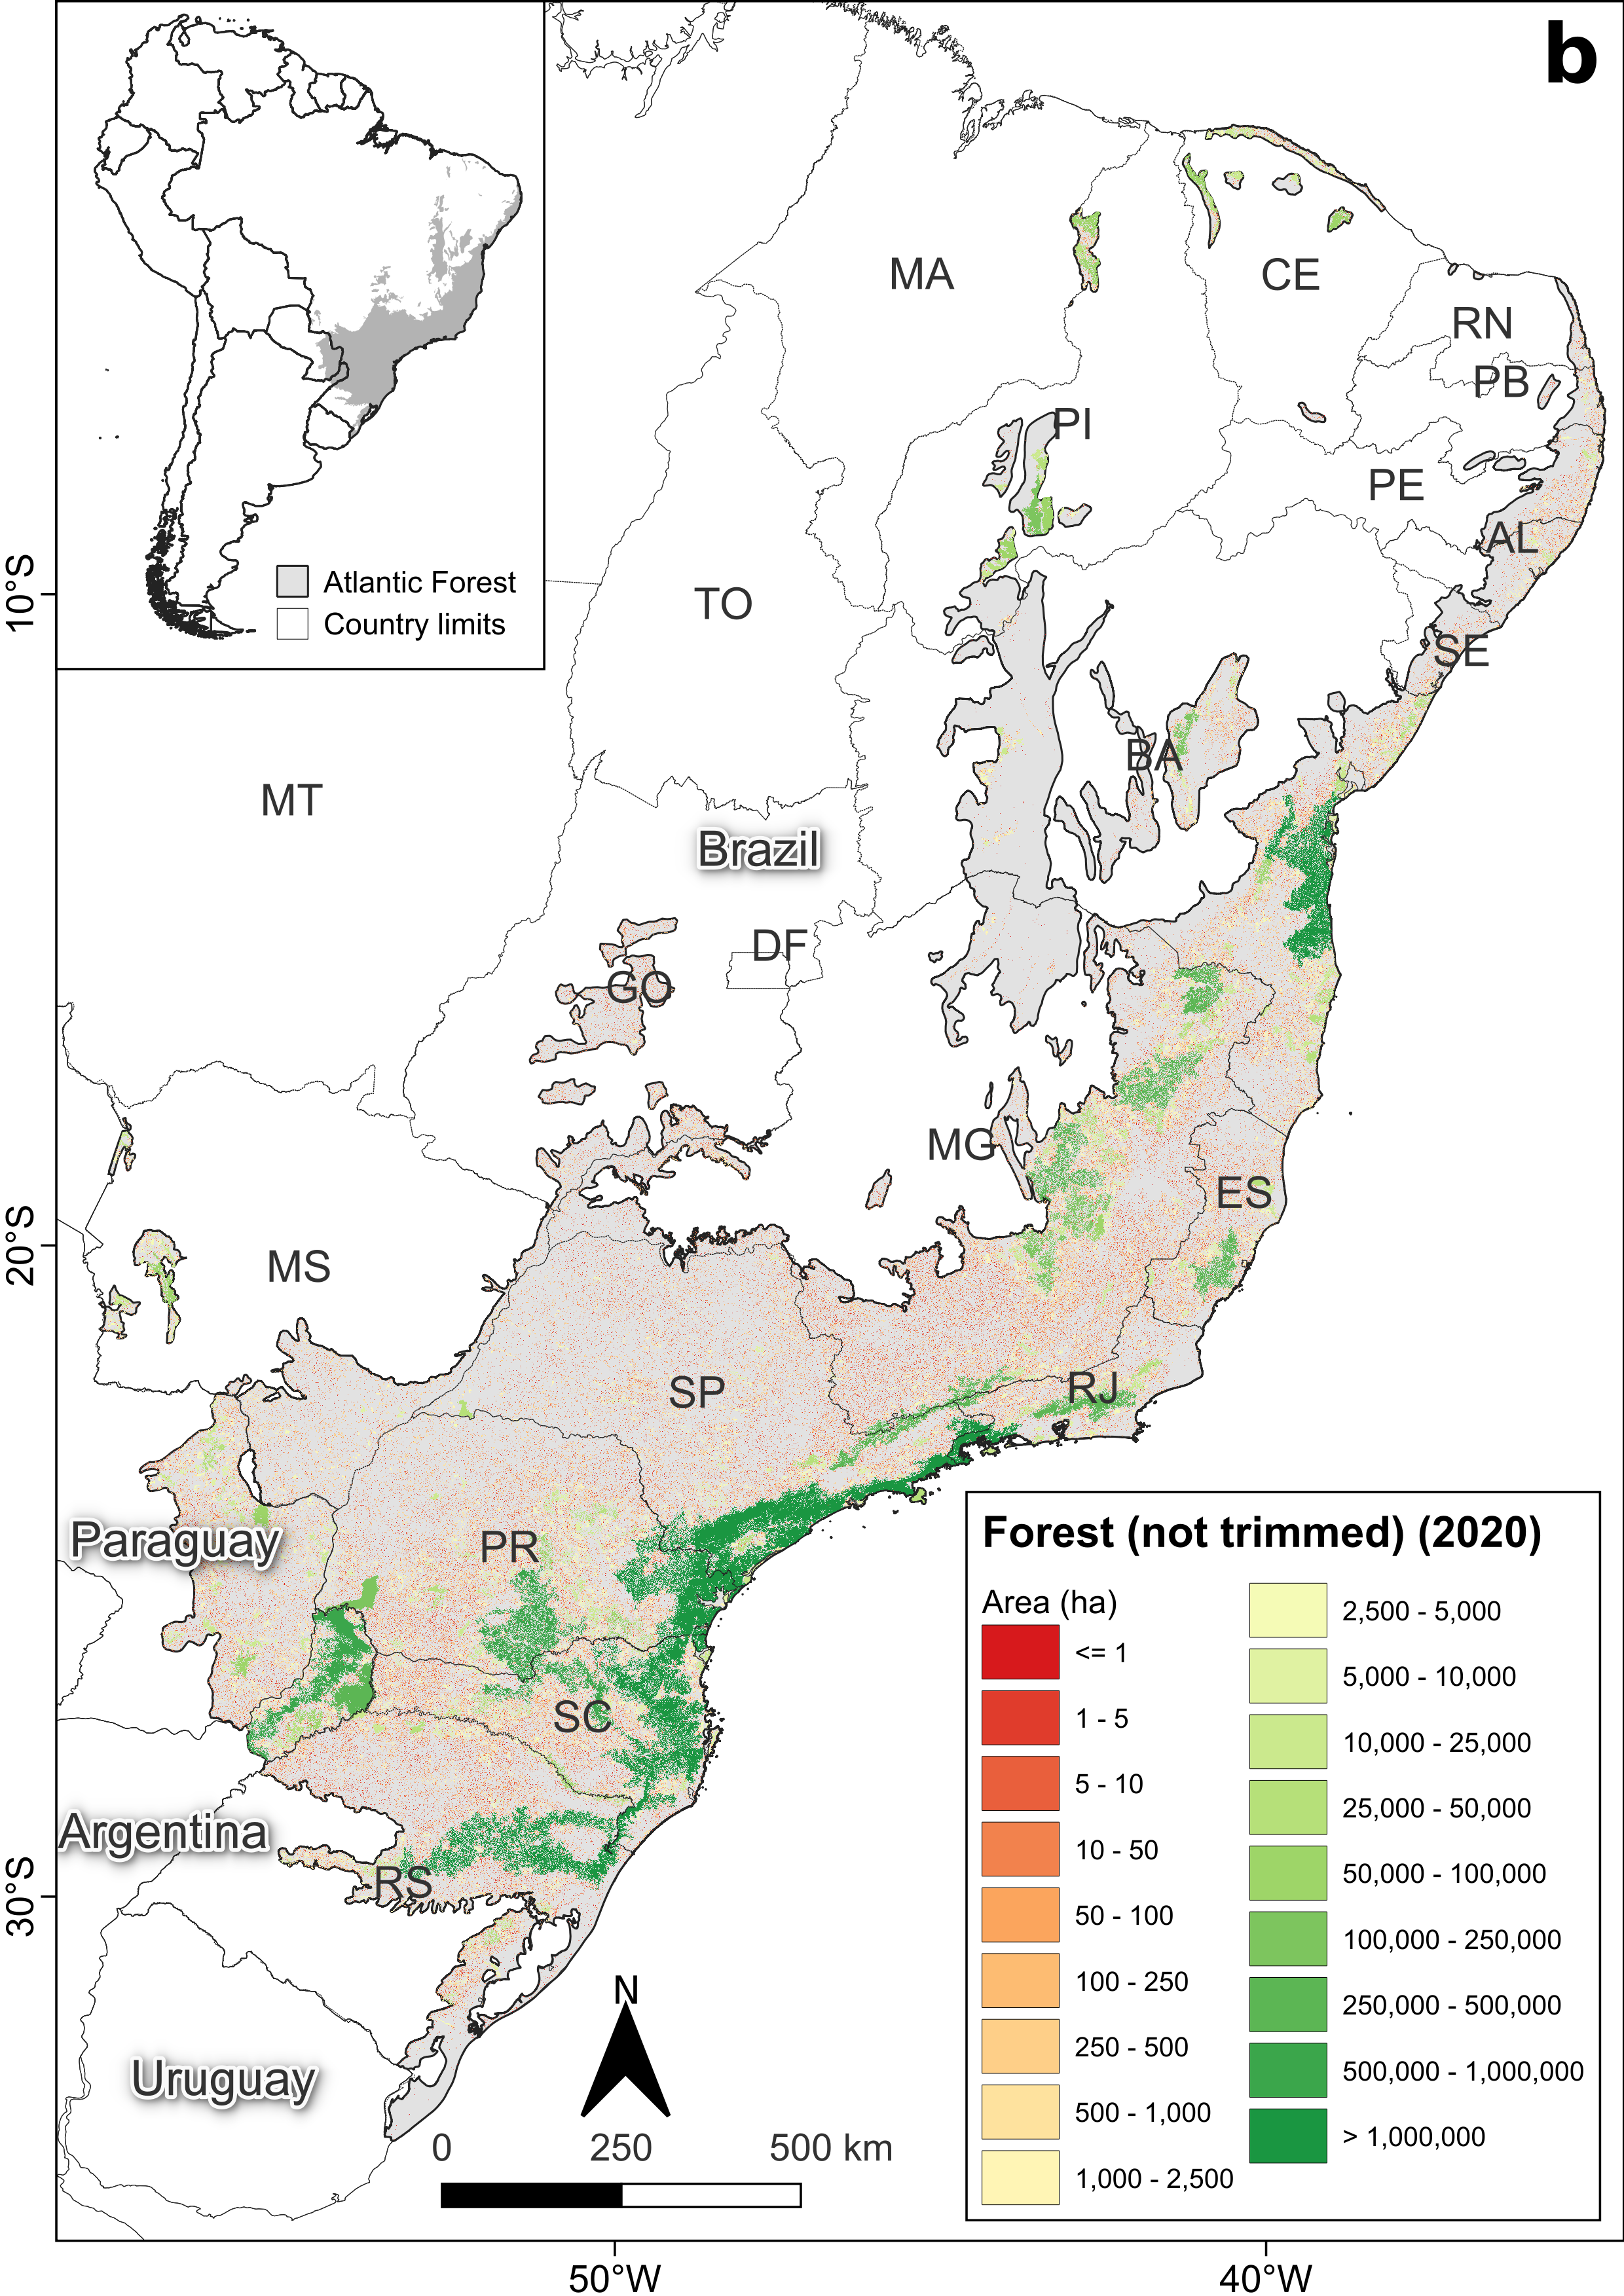 b
Atlantic Forest
Country limits
10°S
20°S
30°S
50°W
40°W
MA
CE
RN
PB
PI
PE
AL
SE
TO
BA
MT
Brazil
DF
GO
MG
ES
MS
SP
RJ
Paraguay
PR
SC
Argentina
RS
Uruguay
N
0 250 500 km
Forest (not trimmed) (2020)
Area (ha)
<= 1
1 - 5
5 - 10
10 - 50
50 - 100
100 - 250
250 - 500
500 - 1,000
1,000 - 2,500
2,500 - 5,000
5,000 - 10,000
10,000 - 25,000
25,000 - 50,000
50,000 - 100,000
100,000 - 250,000
250,000 - 500,000
500,000 - 1,000,000
> 1,000,000